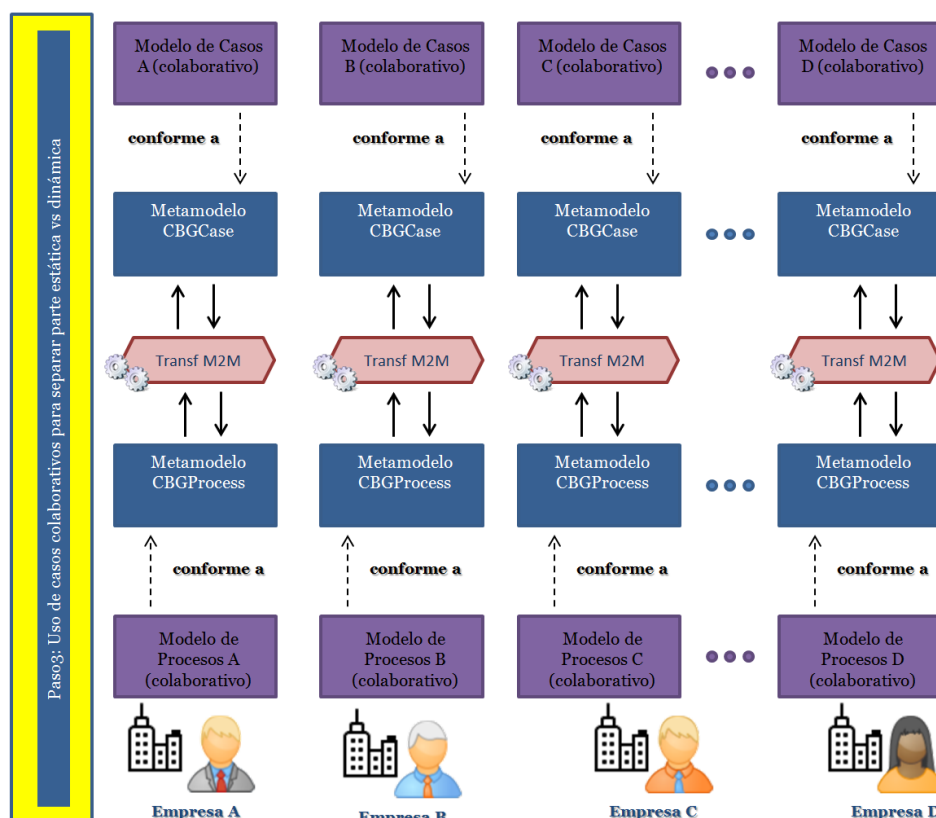 Paso3: Uso de casos colaborativos para separar parte estática vs dinámica
Modelo de Casos
A (colaborativo)
Modelo de Casos
B (colaborativo)
Modelo de Casos
C (colaborativo)
Modelo de Casos
D (colaborativo)
conforme a
conforme a
conforme a
conforme a
Metamodelo
CBGCase
Metamodelo
CBGCase
Metamodelo
CBGCase
Metamodelo
CBGCase
Transf M2M
Transf M2M
Transf M2M
Transf M2M
Metamodelo
CBGProcess
Metamodelo
CBGProcess
Metamodelo
CBGProcess
Metamodelo
CBGProcess
conforme a
conforme a
conforme a
conforme a
Modelo de
Procesos A
(colaborativo)
Modelo de
Procesos B
(colaborativo)
Modelo de
Procesos C
(colaborativo)
Modelo de
Procesos D
(colaborativo)
Empresa A
Empresa B
Empresa C
Empresa D